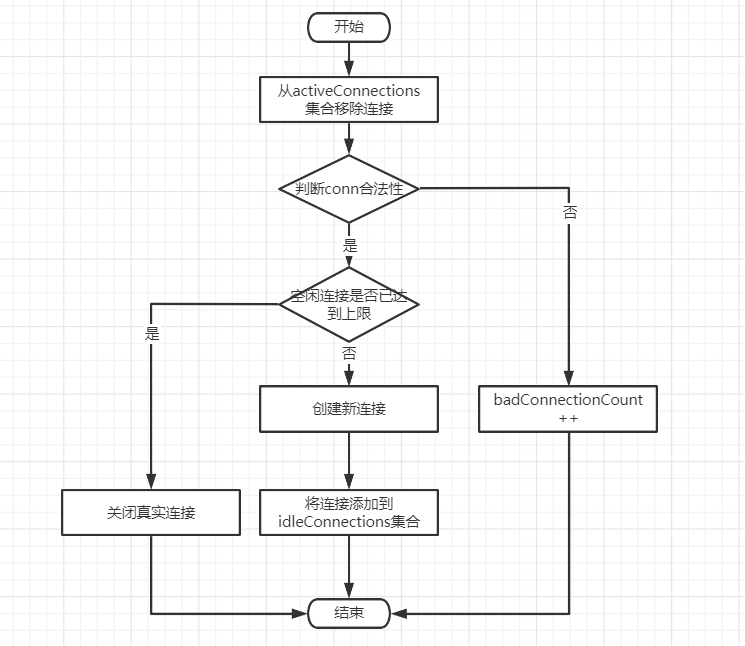 开始
从activeConnections
集合移除连接
判断conn合法性
否
是
空闲连接是否已达
到上限
是
否
创建新连接
badConnectionCount
++
关闭真实连接
将连接添加到
idleConnections集合
结束